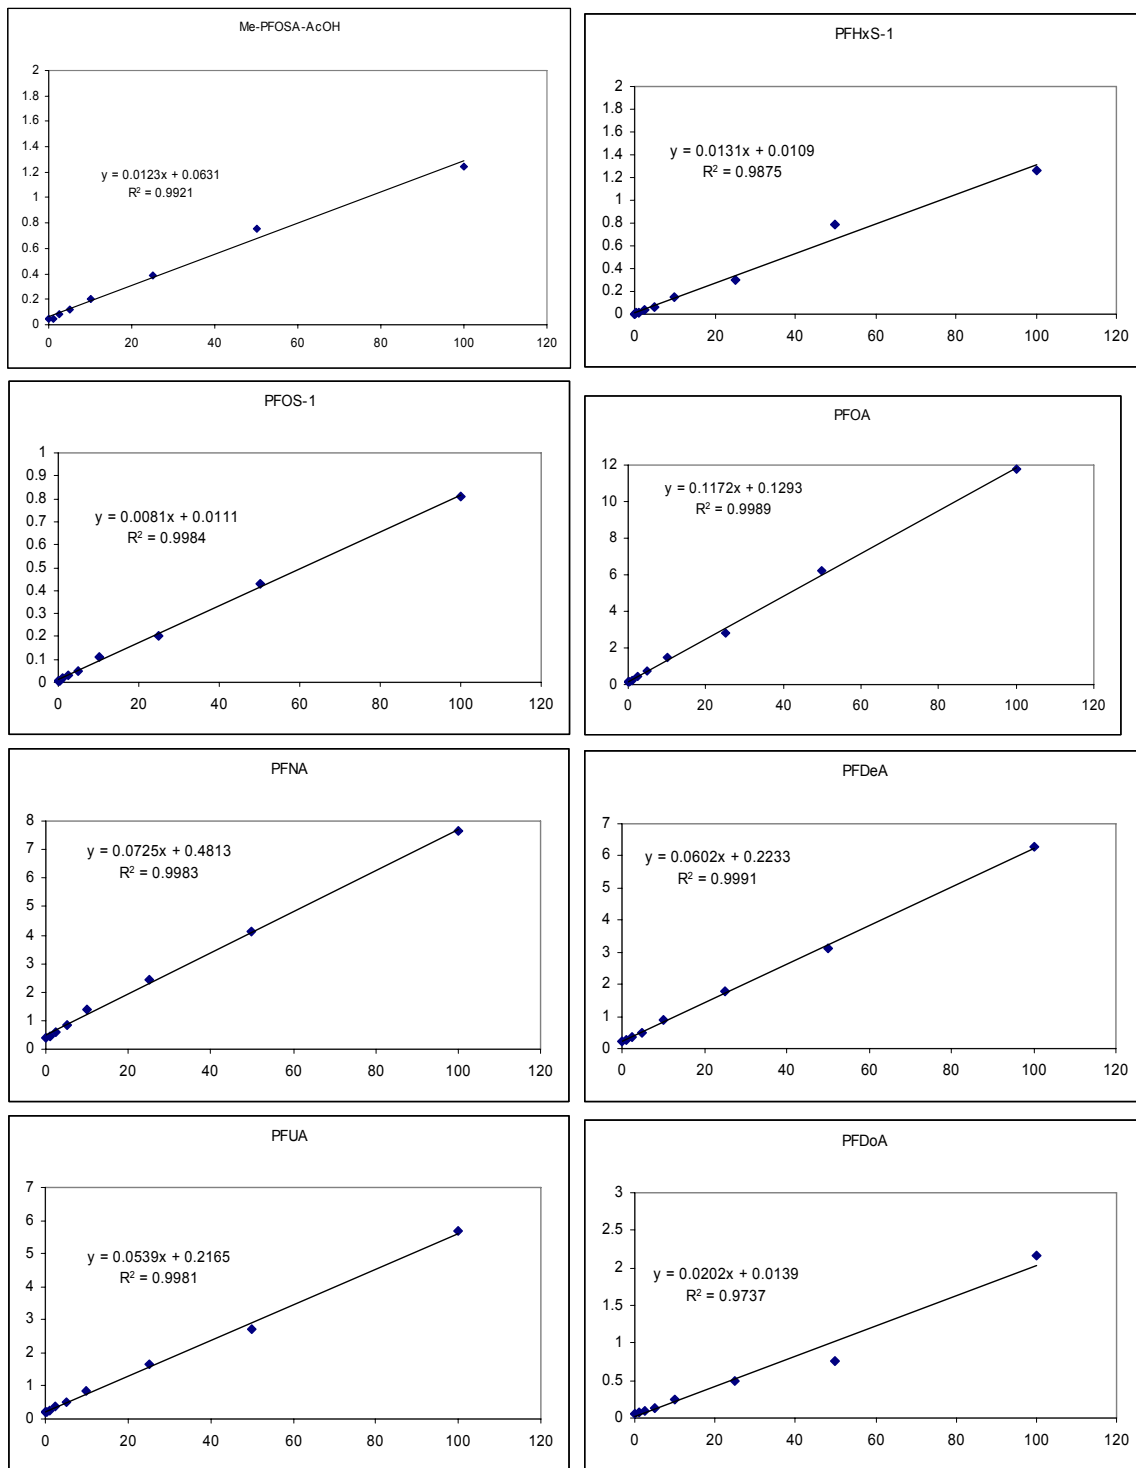 Me-PFOSA-AcOH
2
1.8
1.6
1.4
1.2
1
0.8
0.6
0.4
0.2
0
y = 0.0123x + 0.0631
R² = 0.9921
0 20 40 60 80 100 120
PFHxS-1
2
1.8
1.6
1.4
1.2
1
0.8
0.6
0.4
0.2
0
y = 0.0131x + 0.0109
R² = 0.9875
0 20 40 60 80 100 120
PFOS-1
1
0.9
0.8
0.7
0.6
0.5
0.4
0.3
0.2
0.1
0
y = 0.0081x + 0.0111
R² = 0.9984
0 20 40 60 80 100 120
PFOA
12
10
8
6
4
2
0
y = 0.1172x + 0.1293
R² = 0.9989
0 20 40 60 80 100 120
PFNA
8
7
6
5
4
3
2
1
0
y = 0.0725x + 0.4813
R² = 0.9983
0 20 40 60 80 100 120
PFDeA
7
6
5
4
3
2
1
0
y = 0.0602x + 0.2233
R² = 0.9991
0 20 40 60 80 100 120
PFUA
7
6
5
4
3
2
1
0
y = 0.0539x + 0.2165
R² = 0.9981
0 20 40 60 80 100 120
PFDoA
3
2.5
2
1.5
1
0.5
0
y = 0.0202x + 0.0139
R² = 0.9737
0 20 40 60 80 100 120